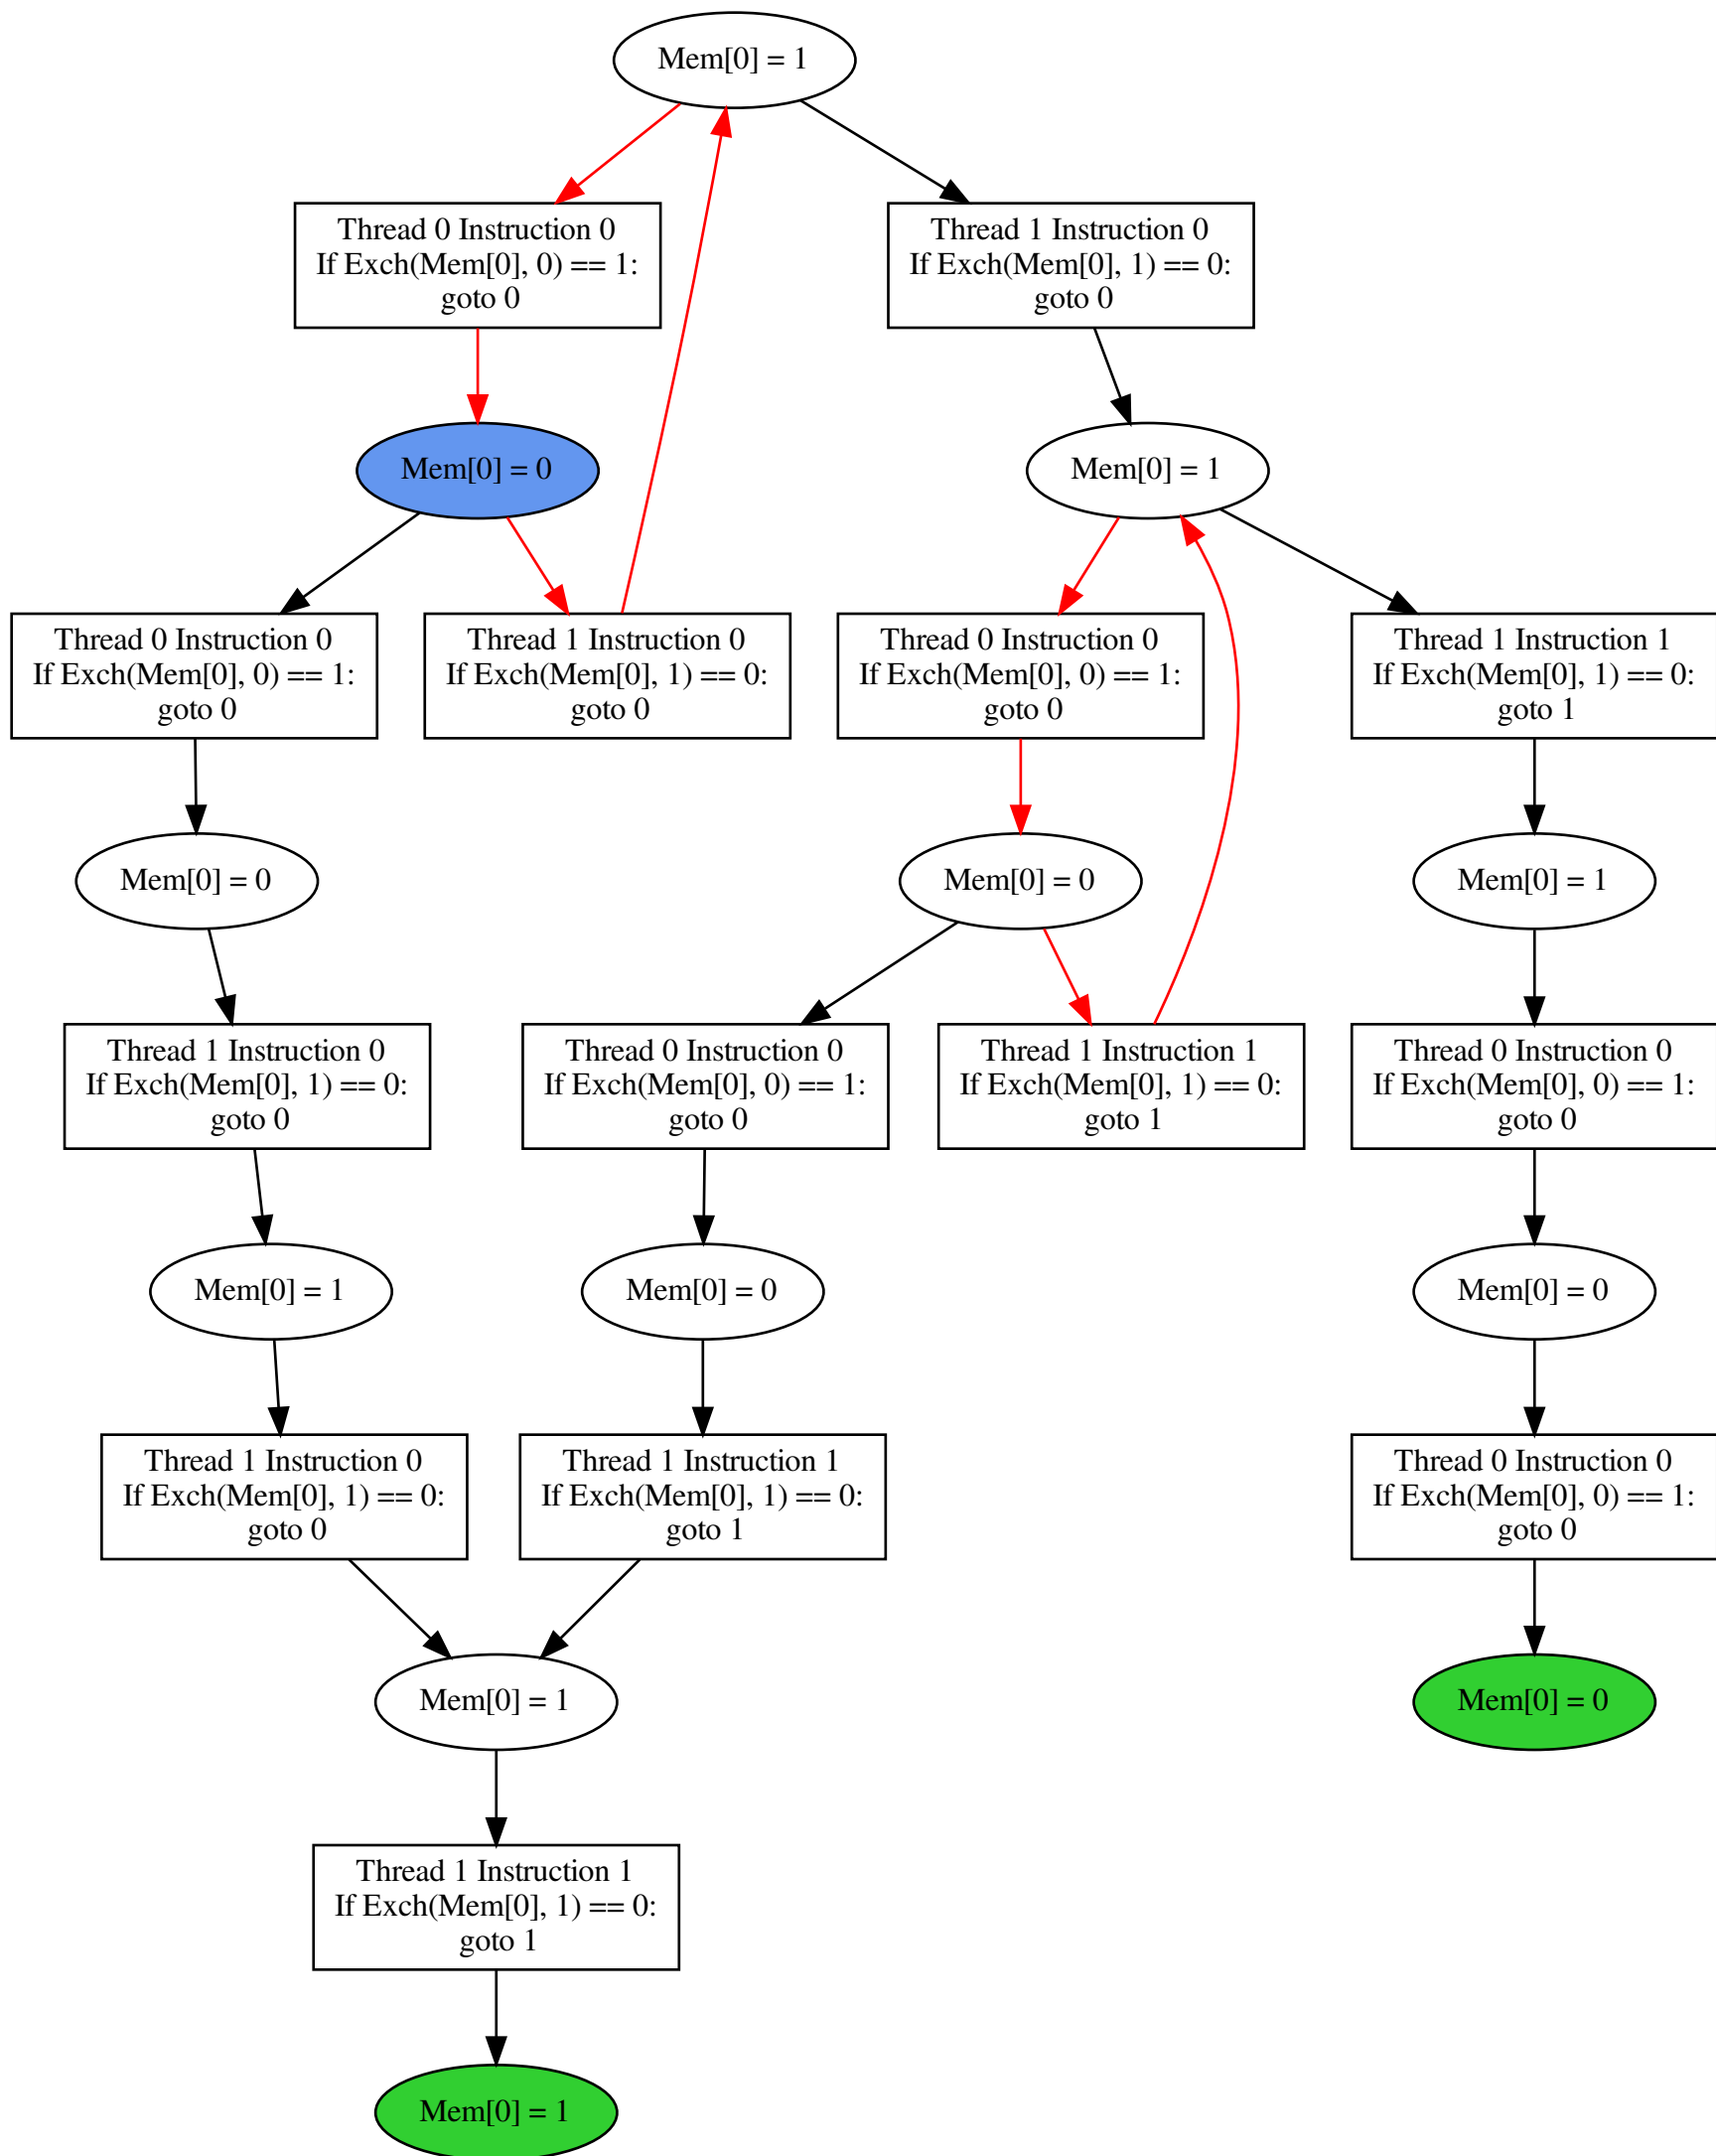 Mem[0] = 1
Thread 0 Instruction 0
If Exch(Mem[0], 0) == 1:
goto 0
Thread 1 Instruction 0
If Exch(Mem[0], 1) == 0:
goto 0
Mem[0] = 0
Mem[0] = 1
Thread 0 Instruction 0
If Exch(Mem[0], 0) == 1:
goto 0
Thread 1 Instruction 0
If Exch(Mem[0], 1) == 0:
goto 0
Thread 0 Instruction 0
If Exch(Mem[0], 0) == 1:
goto 0
Thread 1 Instruction 1
If Exch(Mem[0], 1) == 0:
goto 1
Mem[0] = 0
Mem[0] = 0
Mem[0] = 1
Thread 1 Instruction 0
If Exch(Mem[0], 1) == 0:
goto 0
Thread 0 Instruction 0
If Exch(Mem[0], 0) == 1:
goto 0
Thread 1 Instruction 1
If Exch(Mem[0], 1) == 0:
goto 1
Thread 0 Instruction 0
If Exch(Mem[0], 0) == 1:
goto 0
Mem[0] = 1
Mem[0] = 0
Mem[0] = 0
Thread 1 Instruction 0
If Exch(Mem[0], 1) == 0:
goto 0
Thread 1 Instruction 1
If Exch(Mem[0], 1) == 0:
goto 1
Thread 0 Instruction 0
If Exch(Mem[0], 0) == 1:
goto 0
Mem[0] = 1
Mem[0] = 0
Thread 1 Instruction 1
If Exch(Mem[0], 1) == 0:
goto 1
Mem[0] = 1